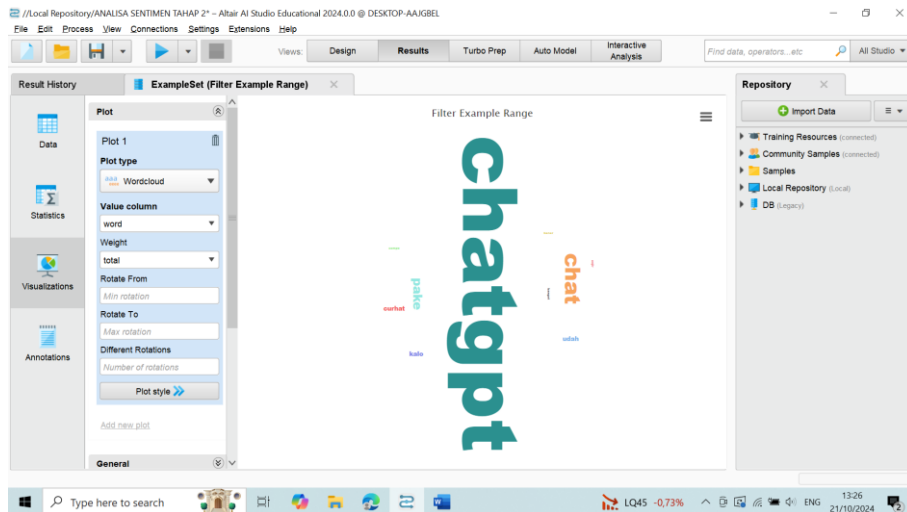 //Local Repository/ANALISA SENTIMEN TAHAP 2* – Altair AI Studio Educational 2024.0.0 @ DESKTOP-AAJGBEL
File Edit Process View Connections Settings Extensions Help
Views: Design Results Turbo Prep Auto Model Interactive Analysis Find data, operators...etc All Studio
Result History ExampleSet (Filter Example Range) Repository
Plot
Filter Example Range
Import Data
Data
Plot 1
Training Resources (connected)
Plot type
Community Samples (connected)
Wordcloud
Samples
Statistics
Value column
Local Repository (Local)
word
DB (Legacy)
Weight
total
Visualizations
Rotate From
Min rotation
Rotate To
Max rotation
Annotations
Different Rotations
Number of rotations
Plot style
Add new plot
General
chatgpt
chat
pake
curhat
kalo
udah
Type here to search
LQ45 -0,73%
ENG
13:26
21/10/2024
2